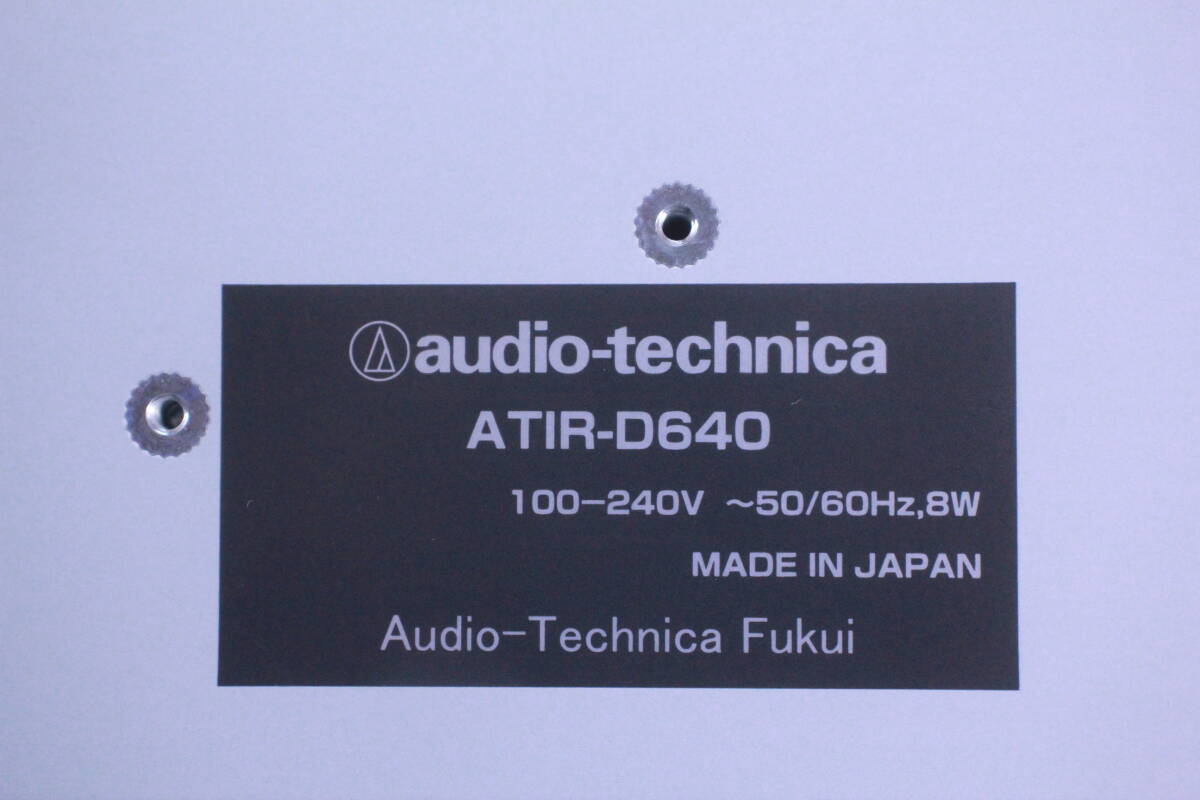 audio-technica
ATIR-D640
100-240V ~50/60Hz,8W
MADE IN JAPAN
Audio-Technica Fukui